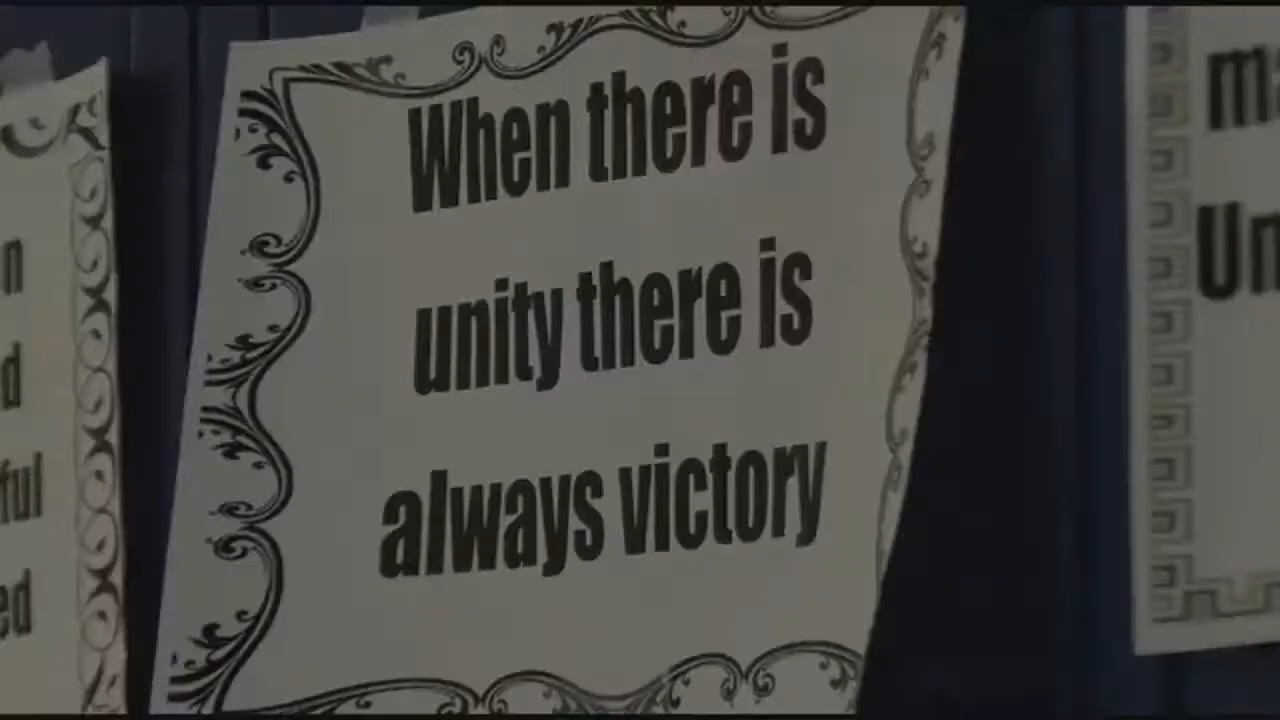 When there is
unity there is
always victory